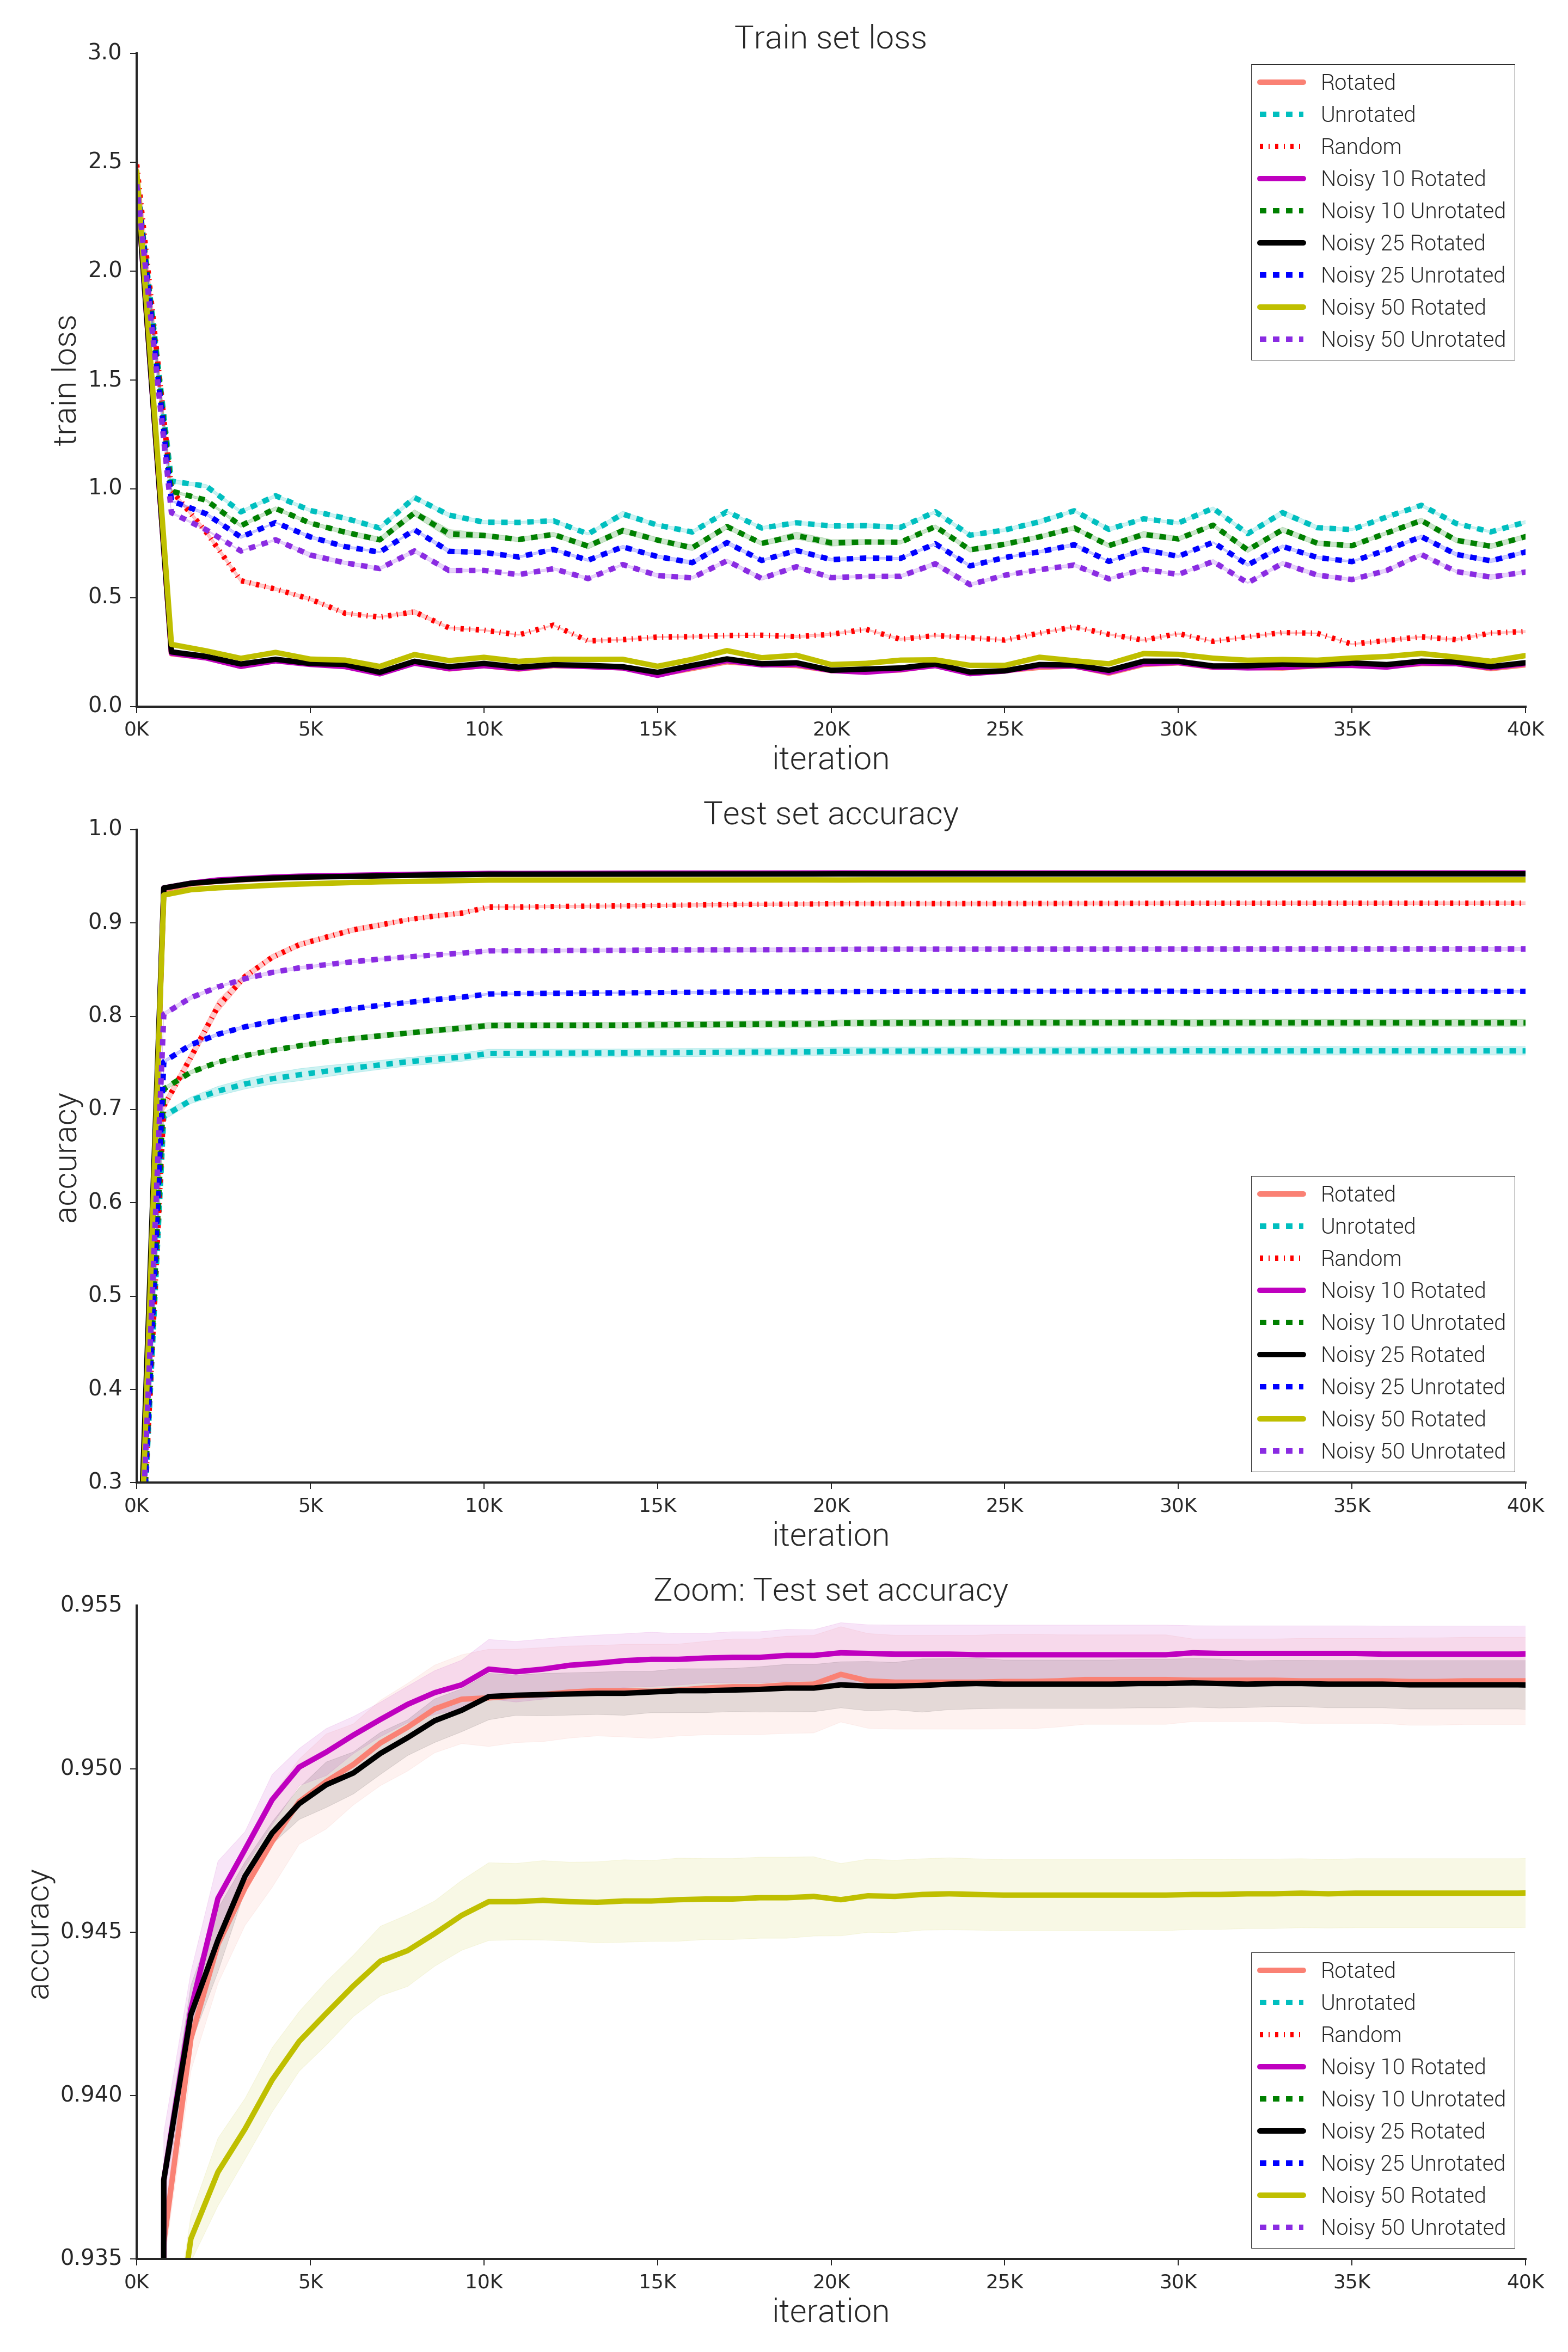 Train set loss
3.0
2.5
2.0
1.5
1.0
0.5
0.0
train loss
0K 5K 10K 15K 20K 25K 30K 35K 40K
iteration
Rotated
Unrotated
Random
Noisy 10 Rotated
Noisy 10 Unrotated
Noisy 25 Rotated
Noisy 25 Unrotated
Noisy 50 Rotated
Noisy 50 Unrotated
Test set accuracy
1.0
0.9
0.8
0.7
0.6
0.5
0.4
0.3
accuracy
0K 5K 10K 15K 20K 25K 30K 35K 40K
iteration
Rotated
Unrotated
Random
Noisy 10 Rotated
Noisy 10 Unrotated
Noisy 25 Rotated
Noisy 25 Unrotated
Noisy 50 Rotated
Noisy 50 Unrotated
Zoom: Test set accuracy
0.955
0.950
0.945
0.940
0.935
accuracy
0K 5K 10K 15K 20K 25K 30K 35K 40K
iteration
Rotated
Unrotated
Random
Noisy 10 Rotated
Noisy 10 Unrotated
Noisy 25 Rotated
Noisy 25 Unrotated
Noisy 50 Rotated
Noisy 50 Unrotated